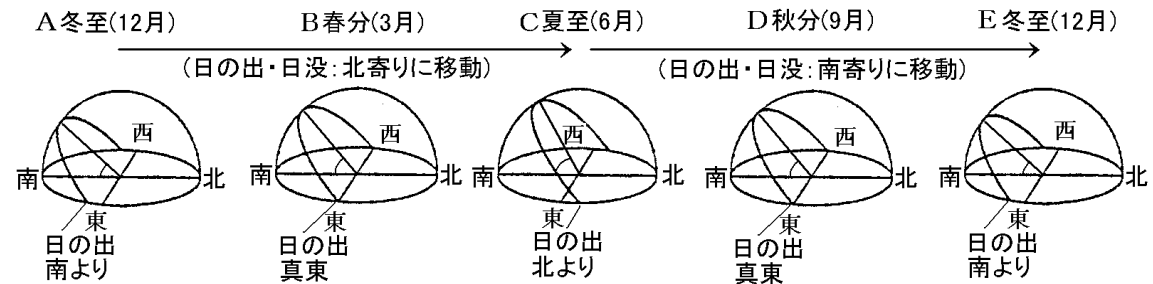 A冬至(12月) B春分(3月) C夏至(6月) D秋分(9月) E冬至(12月)
(日の出・日没:北寄りに移動) (日の出・日没:南寄りに移動)
西 西 西 西 西
南 北 南 北 南 北 南 北 南 北
東 東 東 東 東
日の出 日の出 日の出 日の出 日の出
南より 真東 北より 真東 南より